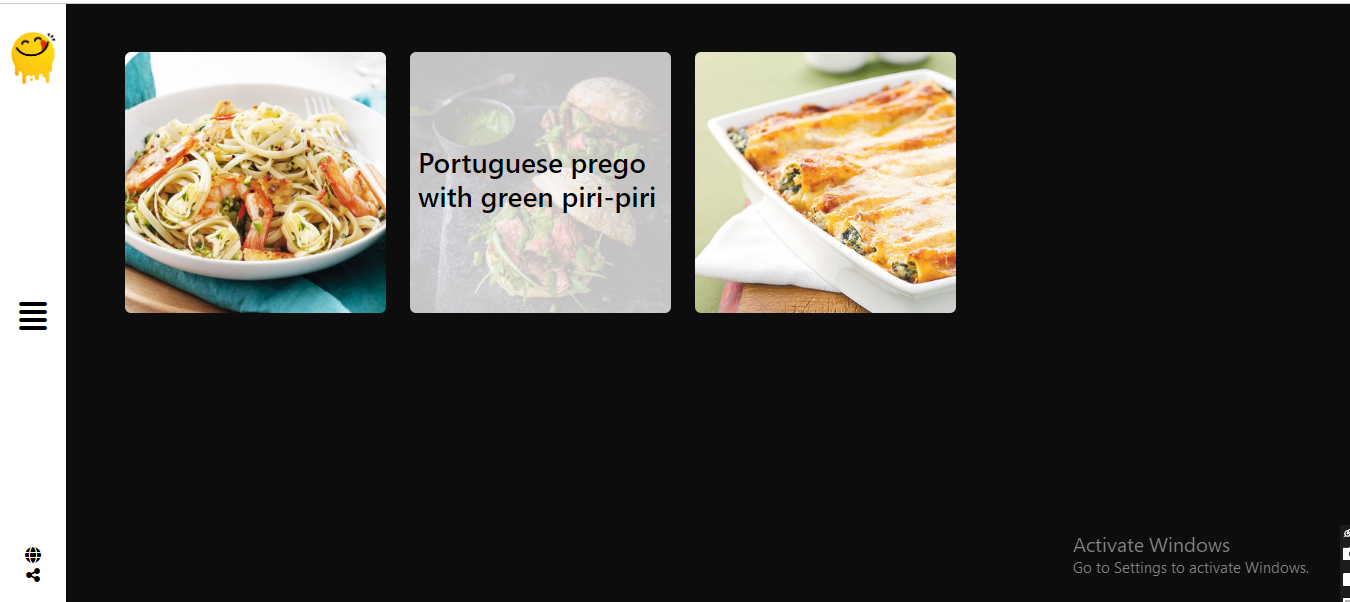 Portuguese prego
with green piri-piri
Activate Windows
Go to Settings to activate Windows.